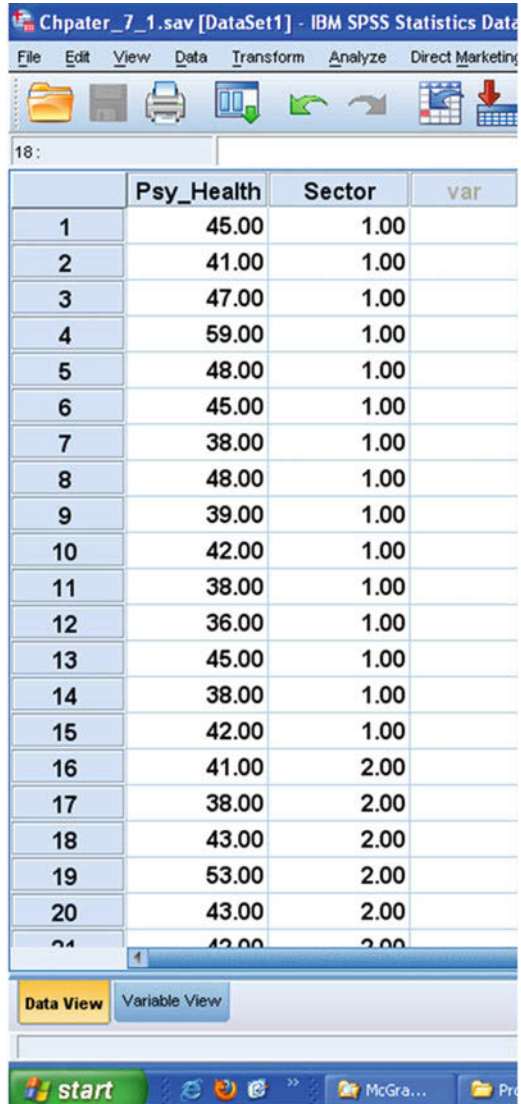 Chpater_7_1.sav [DataSet1] - IBM SPSS Statistics Data
File Edit View Data Transform Analyze Direct Marketing
18 :
Psy_Health Sector var
1 45.00 1.00
2 41.00 1.00
3 47.00 1.00
4 59.00 1.00
5 48.00 1.00
6 45.00 1.00
7 38.00 1.00
8 48.00 1.00
9 39.00 1.00
10 42.00 1.00
11 38.00 1.00
12 36.00 1.00
13 45.00 1.00
14 38.00 1.00
15 42.00 1.00
16 41.00 2.00
17 38.00 2.00
18 43.00 2.00
19 53.00 2.00
20 43.00 2.00
21 42.00 2.00
Data View Variable View
start » McGra... Pro